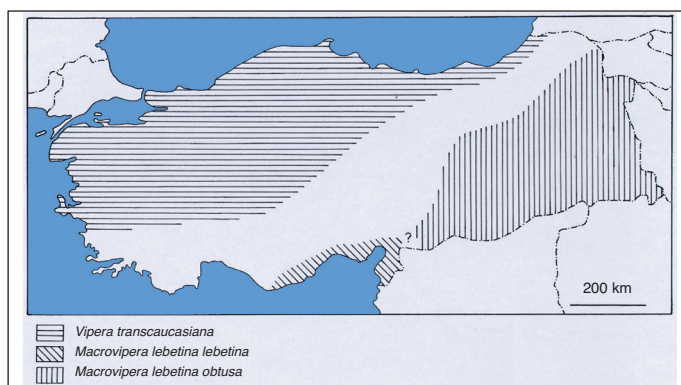 ?
200 km
Vipera transcaucasiana
Macrovipera lebetina lebetina
Macrovipera lebetina obtusa